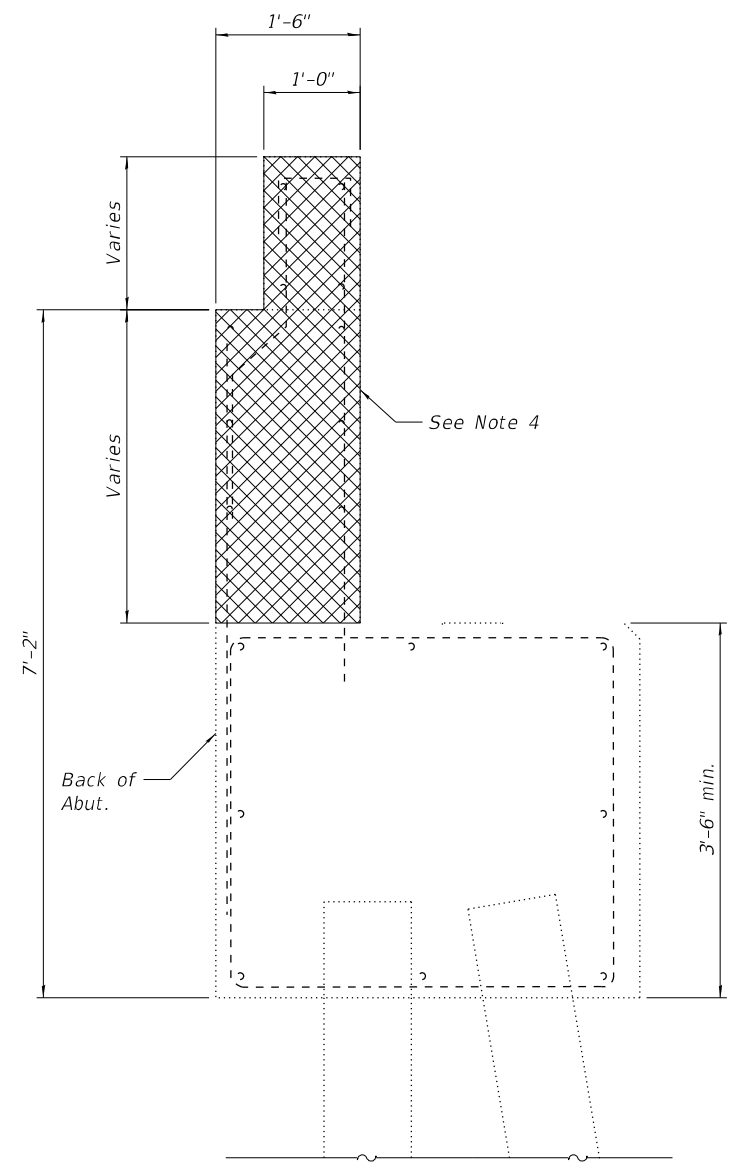 1'-6"
1'-0"
Varies
See Note 4
Varies
7'-2"
Back of
Abut.
3'-6" min.